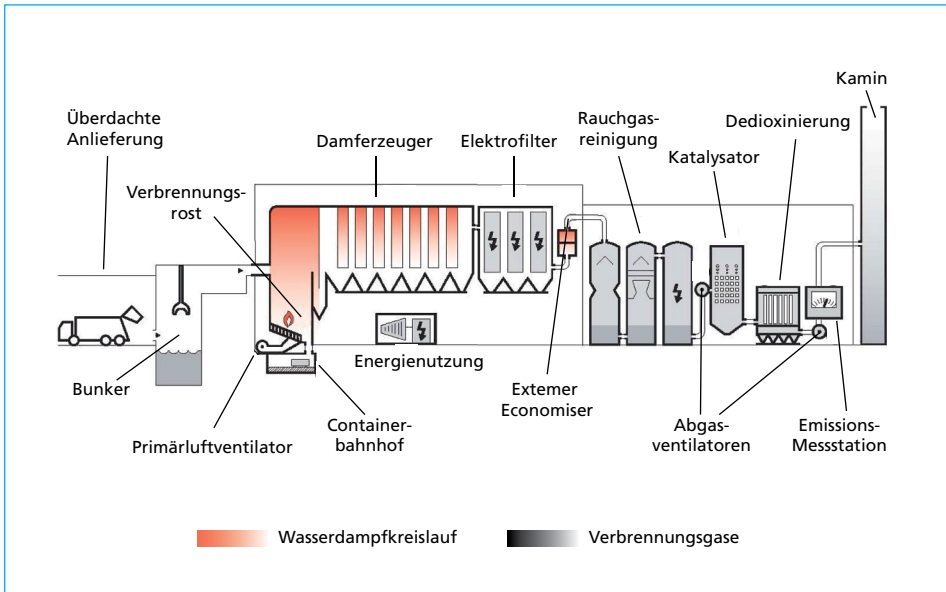 Kamin
Überdachte
Anlieferung
Damferzeuger
Elektrofilter
Rauchgas-
reinigung
Dedioxinierung
Katalysator
Verbrennungs-
rost
Energienutzung
Bunker
Extemer
Economiser
Primärluftventilator
Container-
bahnhof
Abgas-
ventilatoren
Emissions-
Messstation
Wasserdampfkreislauf
Verbrennungsgase